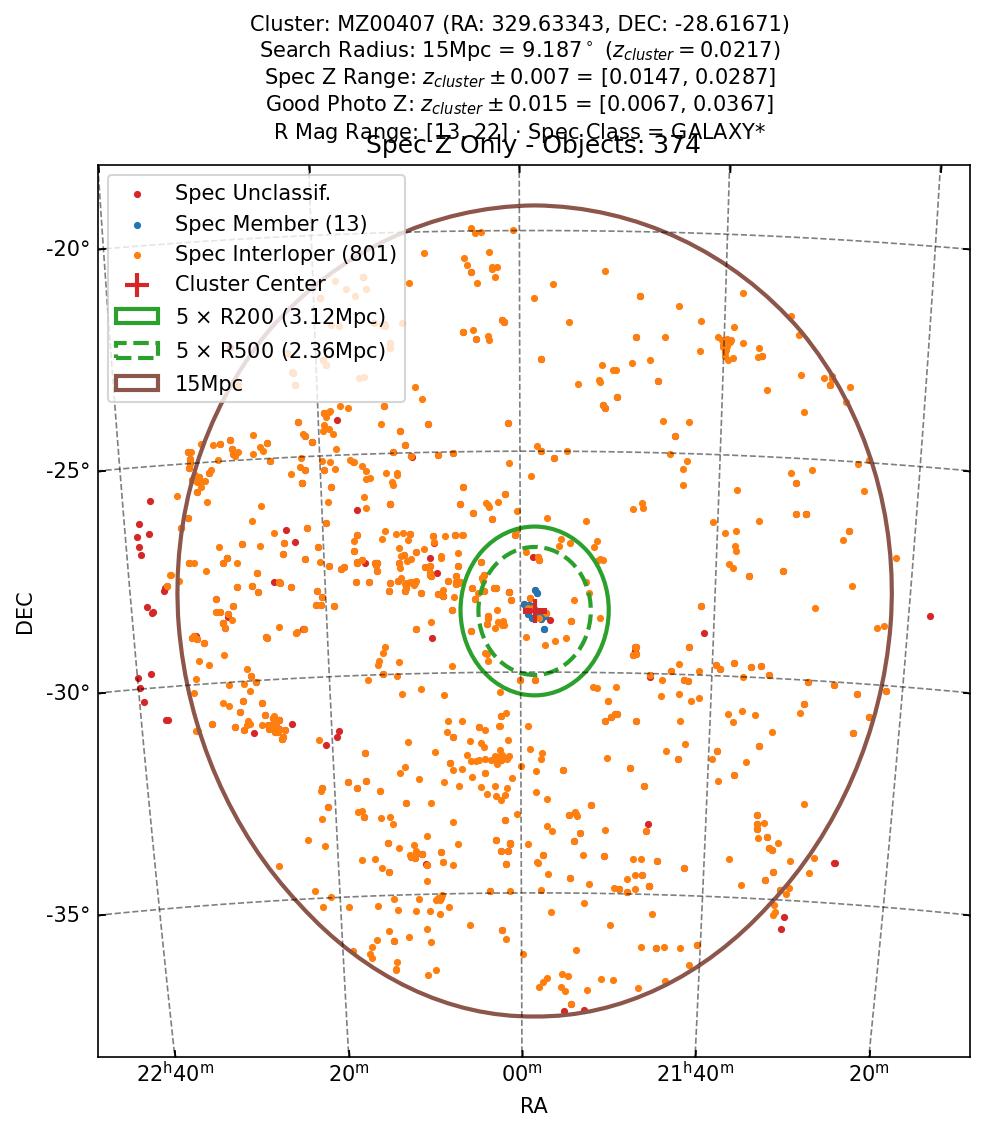 Cluster: MZ00407 (RA: 329.63343, DEC: -28.61671)
Search Radius: 15Mpc = 9.187° (z_cluster = 0.0217)
Spec Z Range: z_cluster ± 0.007 = [0.0147, 0.0287]
Good Photo Z: z_cluster ± 0.015 = [0.0067, 0.0367]
R Mag Range: [13, 22] · Spec Class = GALAXY*
Spec Z Only - Objects: 374
Spec Unclassif.
Spec Member (13)
Spec Interloper (801)
Cluster Center
5 × R200 (3.12Mpc)
5 × R500 (2.36Mpc)
15Mpc
-20°
-25°
-30°
-35°
DEC
22h40m 20m 00m 21h40m 20m
RA